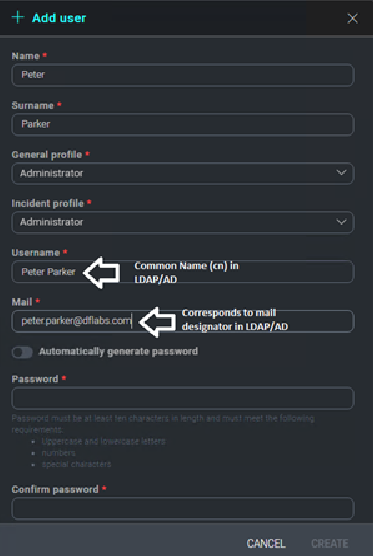 + Add user
Name *
Peter
Surname *
Parker
General profile *
Administrator
Incident profile *
Administrator
Username *
Peter Parker
Common Name (cn) in
LDAP/AD
Mail *
peter.parker@dflabs.com
Corresponds to mail
designator in LDAP/AD
Automatically generate password
Password *
Password must be at least ten characters in length and must meet the following
requirements:
• Uppercase and lowercase letters
• numbers
• special characters
Confirm password *
CANCEL CREATE